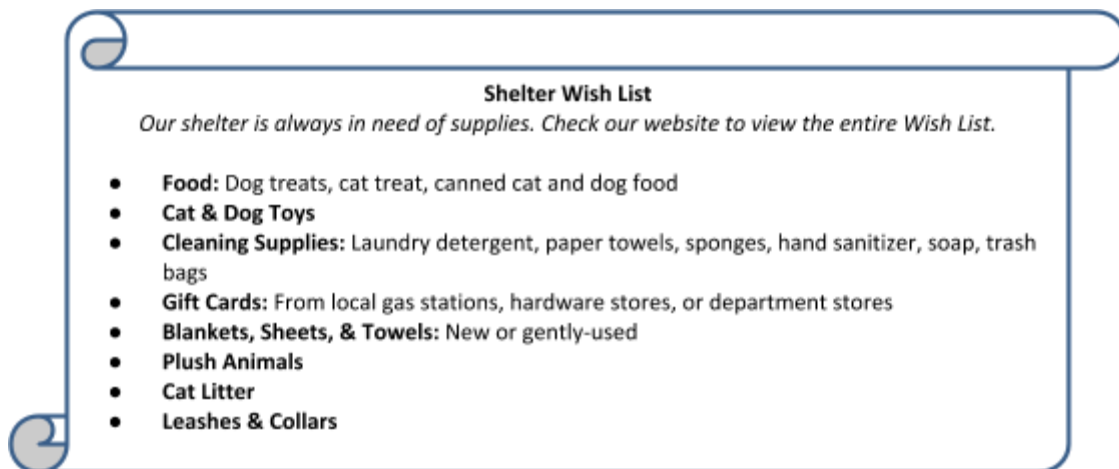 Shelter Wish List
Our shelter is always in need of supplies. Check our website to view the entire Wish List.
● Food: Dog treats, cat treat, canned cat and dog food
● Cat & Dog Toys
● Cleaning Supplies: Laundry detergent, paper towels, sponges, hand sanitizer, soap, trash
bags
● Gift Cards: From local gas stations, hardware stores, or department stores
● Blankets, Sheets, & Towels: New or gently-used
● Plush Animals
● Cat Litter
● Leashes & Collars